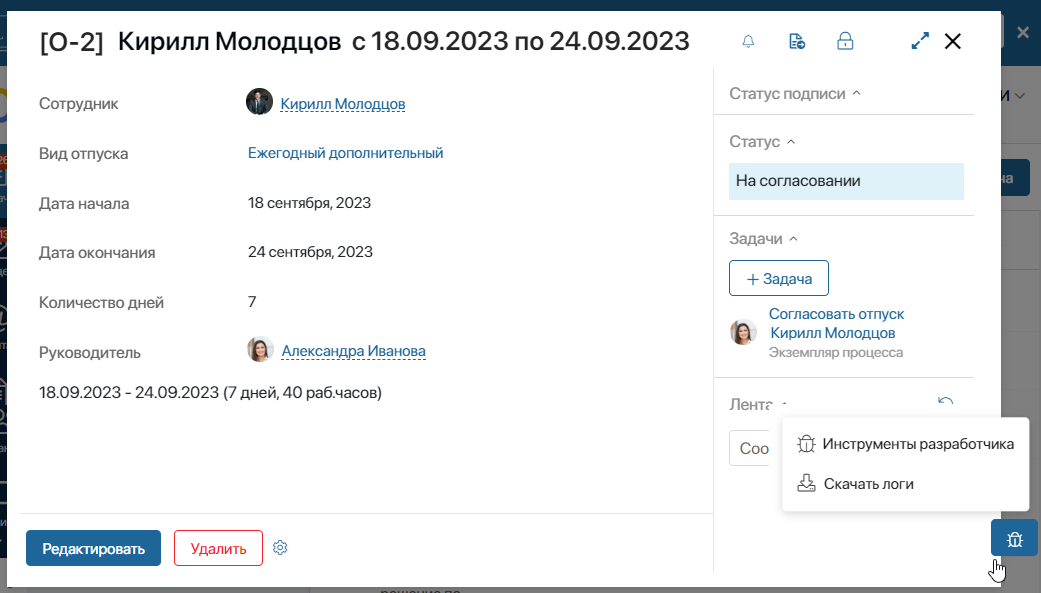 [О-2] Кирилл Молодцов с 18.09.2023 по 24.09.2023
Сотрудник
Кирилл Молодцов
Вид отпуска
Ежегодный дополнительный
Дата начала
18 сентября, 2023
Дата окончания
24 сентября, 2023
Количество дней
7
Руководитель
Александра Иванова
18.09.2023 - 24.09.2023 (7 дней, 40 раб.часов)
Редактировать
Удалить
Статус подписи
Статус
На согласовании
Задачи
+ Задача
Согласовать отпуск
Кирилл Молодцов
Экземпляр процесса
Лента
Соо
Инструменты разработчика
Скачать логи